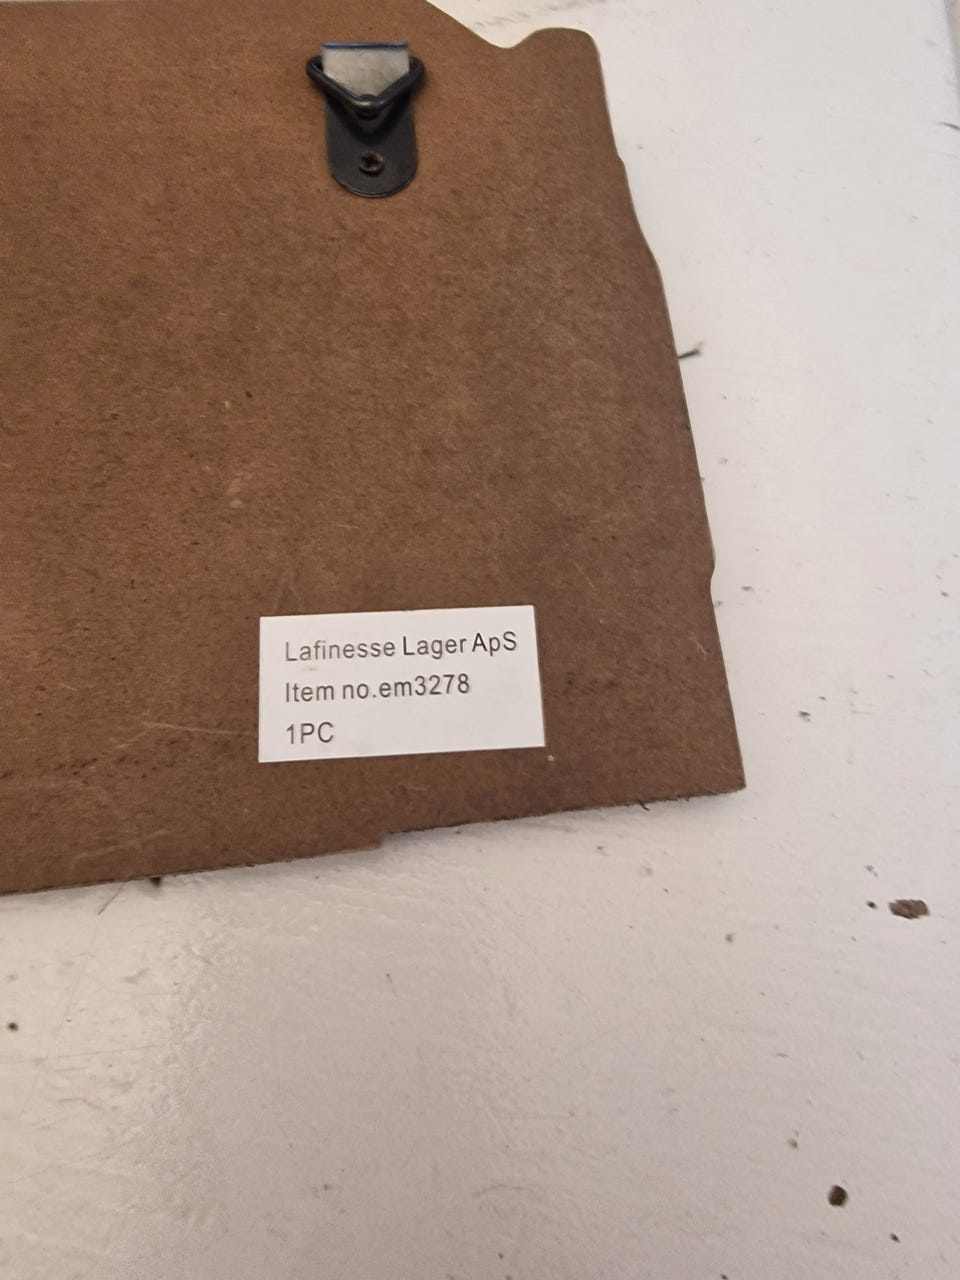 Lafinesse Lager ApS
Item no.em3278
1PC